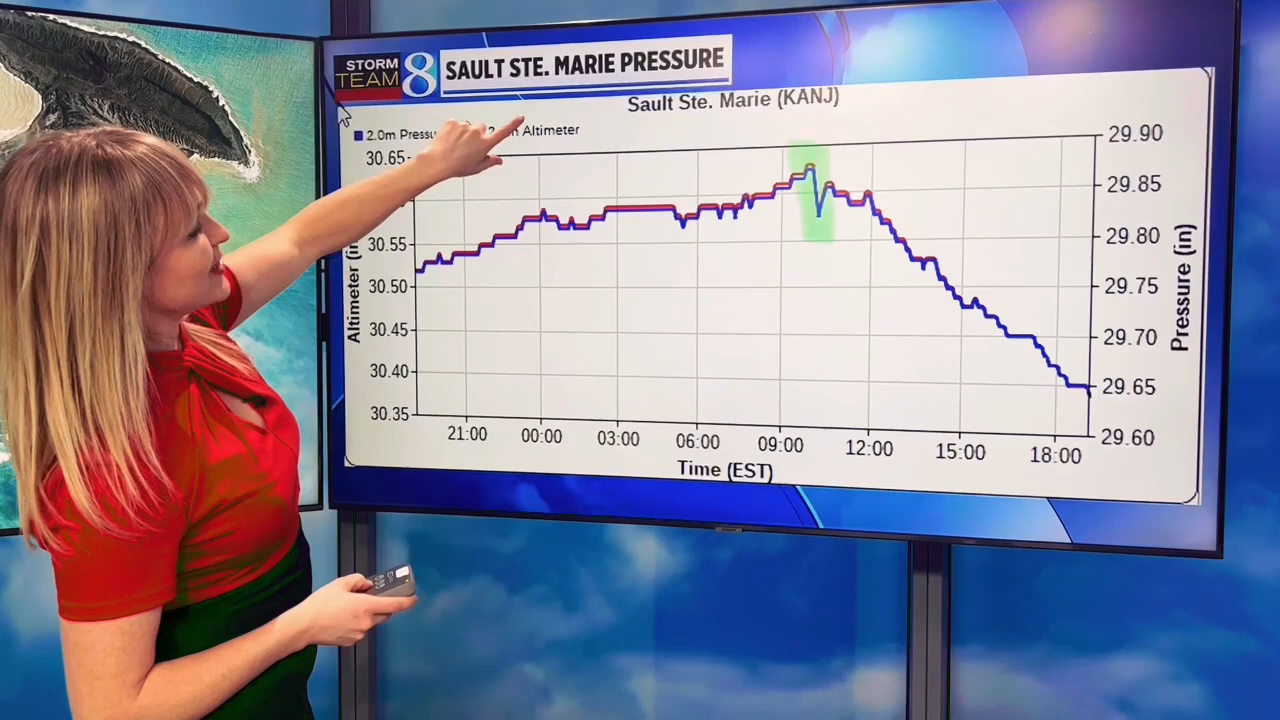 STORM
TEAM
8
SAULT STE. MARIE PRESSURE
Sault Ste. Marie (KANJ)
2.0m Altimeter
30.65
30.55
30.50
30.45
30.40
30.35
Altimeter
29.90
29.85
29.80
29.75
29.70
29.65
29.60
Pressure (in)
21:00 00:00 03:00 06:00 09:00 12:00 15:00 18:00
Time (EST)